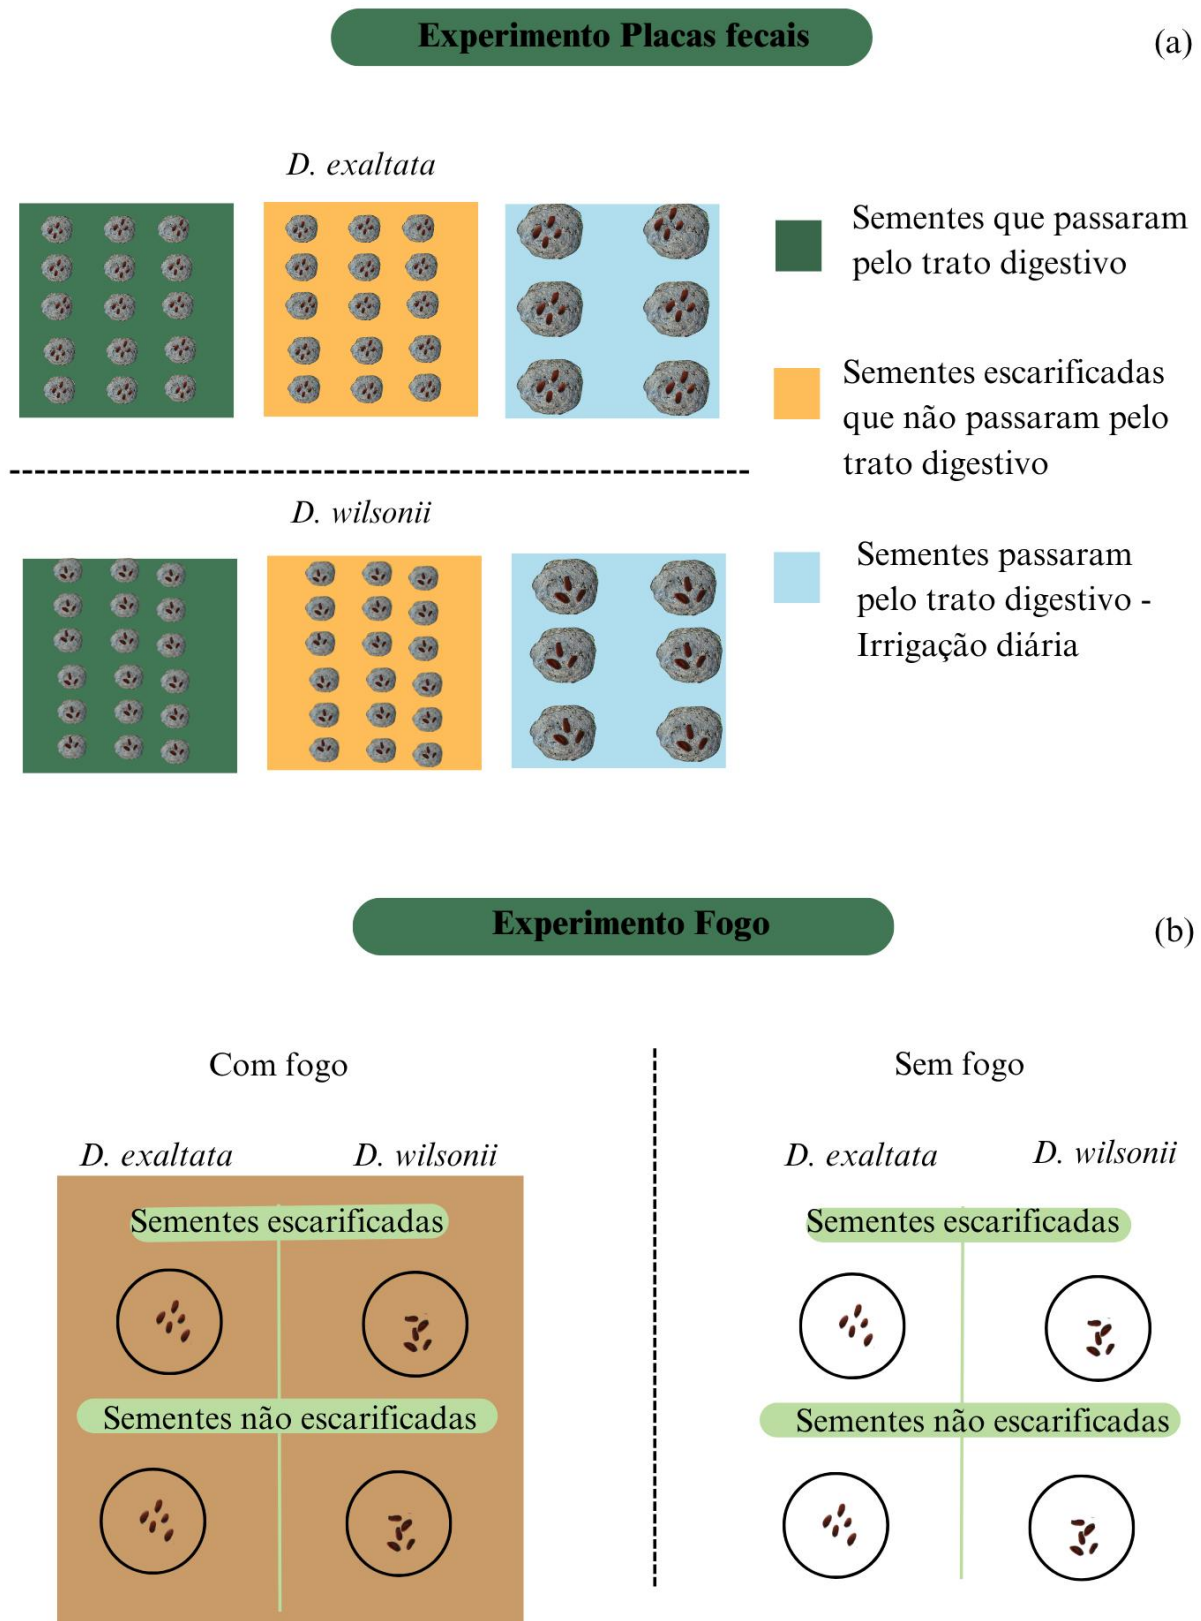 Experimento Placas fecais
(a)
D. exaltata
Sementes que passaram
pelo trato digestivo
Sementes escarificadas
que não passaram pelo
trato digestivo
D. wilsonii
Sementes passaram
pelo trato digestivo -
Irrigação diária
Experimento Fogo
(b)
Com fogo
D. exaltata
D. wilsonii
Sementes escarificadas
Sementes não escarificadas
Sem fogo
D. exaltata
D. wilsonii
Sementes escarificadas
Sementes não escarificadas